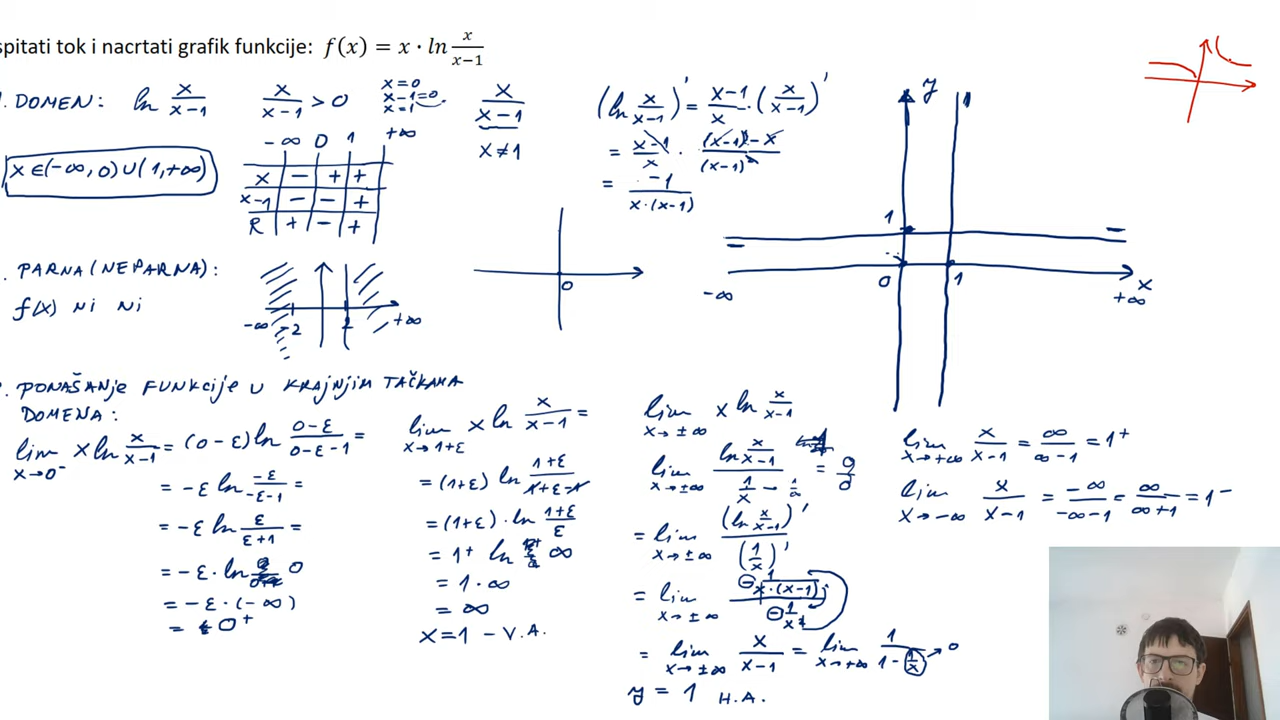 spitati tok i nacrtati grafik funkcije: f(x) = x · ln x/(x−1)
. DOMEN: ln x/(x-1)
x/(x-1) > 0
x=0
x-1=0
x=1
x/(x-1)
x≠1
x∈(-∞,0)∪(1,+∞)
-∞ 0 1 +∞
x − + +
x-1 − − +
R + − +
(ln x/(x-1))' = (x-1)/x · (x/(x-1))'
= (x-1)/x · ((x-1)-x)/(x-1)²
= -1/(x·(x-1))
. PARNA (NEPARNA):
f(x) Ni Ni
-∞ -2 2 +∞
0
y
1
1
-∞ 0 1 x
+∞
. PONAŠANJE FUNKCIJE U KRAJNJIM TAČKAMA
DOMENA:
lim x→0⁻ x ln x/(x-1) = (0-ε) ln (0-ε)/(0-ε-1) =
= -ε ln -ε/(-ε-1) =
= -ε ln ε/(ε+1) =
= -ε · ln 0
= -ε · (-∞)
= 0⁺
lim x→1+ε x ln x/(x-1) =
= (1+ε) ln (1+ε)/(1+ε-1)
= (1+ε) · ln (1+ε)/ε
= 1⁺ ln ∞
= 1 · ∞
= ∞
x=1 - V.A.
lim x→±∞ x ln x/(x-1)
lim x→±∞ (ln x/(x-1))/(1/x) = 0/0
= lim x→±∞ (ln x/(x-1))'/(1/x)'
= lim x→±∞ (-1/(x·(x-1)))/(-1/x²)
= lim x→±∞ x/(x-1) = lim x→+∞ 1/(1-1/x) → 0
y = 1 H.A.
lim x→+∞ x/(x-1) = ∞/(∞-1) = 1⁺
lim x→-∞ x/(x-1) = -∞/(-∞-1) = ∞/(∞+1) = 1⁻